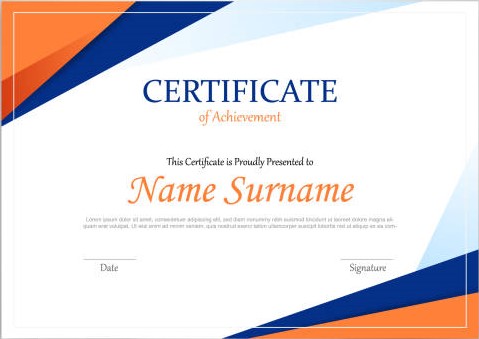 CERTIFICATE
of Achievement
This Certificate is Proudly Presented to
Name Surname
Lorem ipsum dolor sit amet, consectetuer adipiscing elit, sed diam nonummy nibh euismod tincidunt ut laoreet dolore magna
quam erat volutpat. Ut wisi enim ad minim veniam, quis nostrud exerci tation ullamcorper suscipit lobortis nisl ut aliquip ex ea com-
Date
Signature